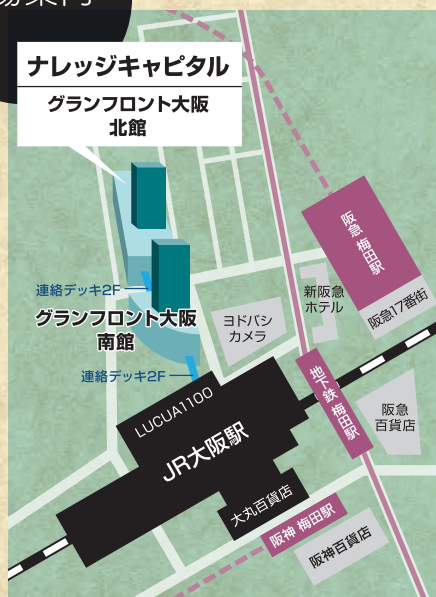 場案内
ナレッジキャピタル
グランフロント大阪
北館
阪急 梅田駅
連絡デッキ2F
新阪急
ホテル
阪急17番街
グランフロント大阪
南館
ヨドバシ
カメラ
連絡デッキ2F
地下鉄 梅田駅
LUCUA1100
阪急
百貨店
JR大阪駅
大丸百貨店
阪神 梅田駅
阪神百貨店